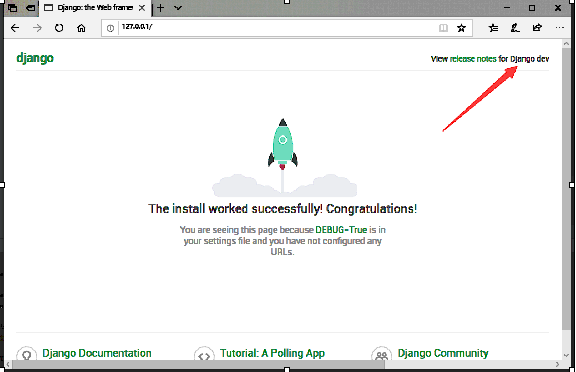 Django: the Web frame
127.0.0.1/
django
View release notes for Django dev
The install worked successfully! Congratulations!
You are seeing this page because DEBUG=True is in
your settings file and you have not configured any
URLs.
Django Documentation
Tutorial: A Polling App
Django Community